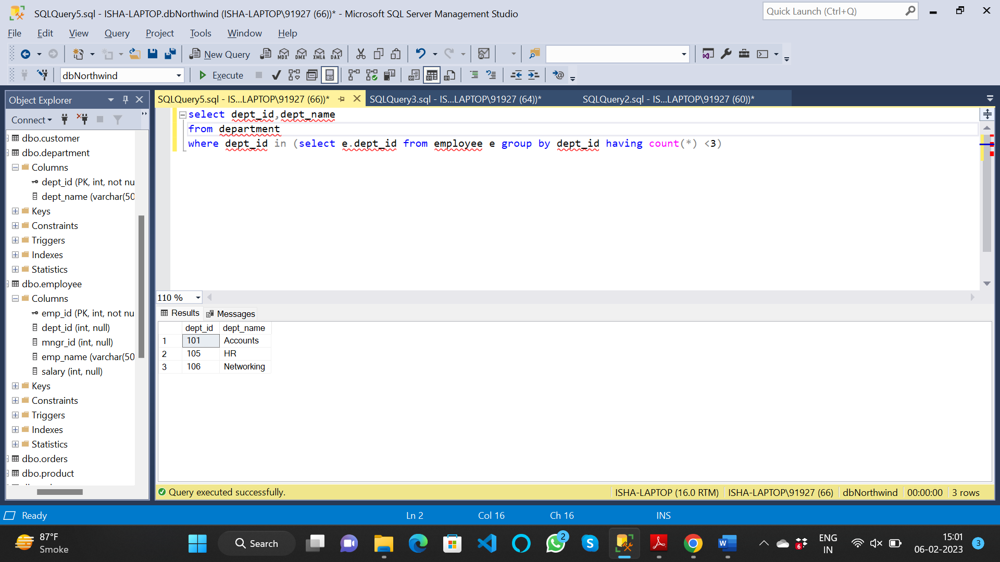 SQLQuery5.sql - ISHA-LAPTOP.dbNorthwind (ISHA-LAPTOP\91927 (66))* - Microsoft SQL Server Management Studio
Quick Launch (Ctrl+Q)
File Edit View Query Project Tools Window Help
New Query MDX DMX XMLA DAX
dbNorthwind Execute
Object Explorer
SQLQuery5.sql - IS...LAPTOP\91927 (66))* SQLQuery3.sql - IS...LAPTOP\91927 (64))* SQLQuery2.sql - IS...LAPTOP\91927 (60))*
Connect
dbo.customer
dbo.department
Columns
dept_id (PK, int, not nu
dept_name (varchar(50
Keys
Constraints
Triggers
Indexes
Statistics
dbo.employee
Columns
emp_id (PK, int, not nu
dept_id (int, null)
mngr_id (int, null)
emp_name (varchar(50
salary (int, null)
Keys
Constraints
Triggers
Indexes
Statistics
dbo.orders
dbo.product
select dept_id,dept_name
from department
where dept_id in (select e.dept_id from employee e group by dept_id having count(*) <3)
110 %
Results Messages
dept_id dept_name
1 101 Accounts
2 105 HR
3 106 Networking
Query executed successfully.
ISHA-LAPTOP (16.0 RTM) ISHA-LAPTOP\91927 (66) dbNorthwind 00:00:00 3 rows
Ready Ln 2 Col 16 Ch 16 INS
87°F
Smoke
Search
2
6
ENG
IN
15:01
06-02-2023
3